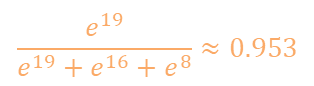 e^19 / (e^19 + e^16 + e^8) ≈ 0.953